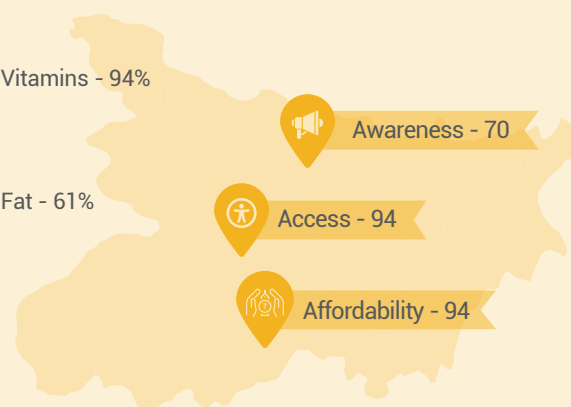 Vitamins - 94%
Awareness - 70
Fat - 61%
Access - 94
Affordability - 94